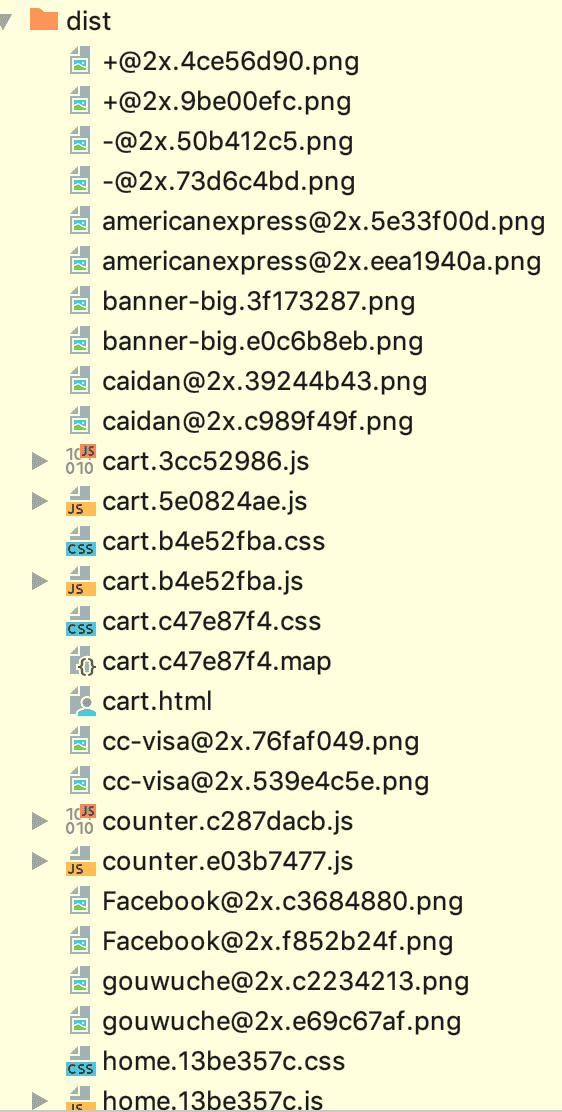 dist
+@2x.4ce56d90.png
+@2x.9be00efc.png
-@2x.50b412c5.png
-@2x.73d6c4bd.png
americanexpress@2x.5e33f00d.png
americanexpress@2x.eea1940a.png
banner-big.3f173287.png
banner-big.e0c6b8eb.png
caidan@2x.39244b43.png
caidan@2x.c989f49f.png
cart.3cc52986.js
cart.5e0824ae.js
cart.b4e52fba.css
cart.b4e52fba.js
cart.c47e87f4.css
cart.c47e87f4.map
cart.html
cc-visa@2x.76faf049.png
cc-visa@2x.539e4c5e.png
counter.c287dacb.js
counter.e03b7477.js
Facebook@2x.c3684880.png
Facebook@2x.f852b24f.png
gouwuche@2x.c2234213.png
gouwuche@2x.e69c67af.png
home.13be357c.css
home.13be357c.js